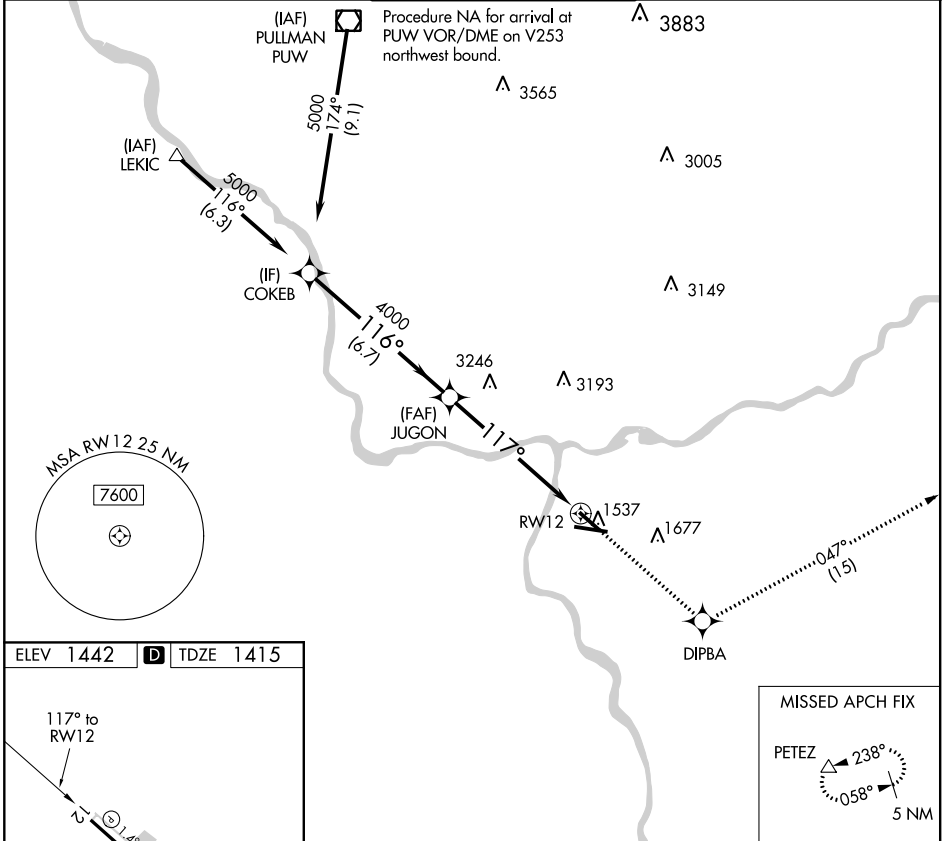 (IAF)
PULLMAN
PUW
Procedure NA for arrival at
PUW VOR/DME on V253
northwest bound.
3883
3565
5000
174°
(9.1)
(IAF)
LEKIC
3005
5000
116°
(6.3)
(IF)
COKEB
3149
4000
116°
(6.7)
3246
3193
(FAF)
JUGON
117°
MSA RW12 25 NM
7600
RW12
1537
1677
047°
(15)
DIPBA
ELEV 1442 D TDZE 1415
117° to
RW12
12
P
1.4°
MISSED APCH FIX
PETEZ
238°
058°
5 NM